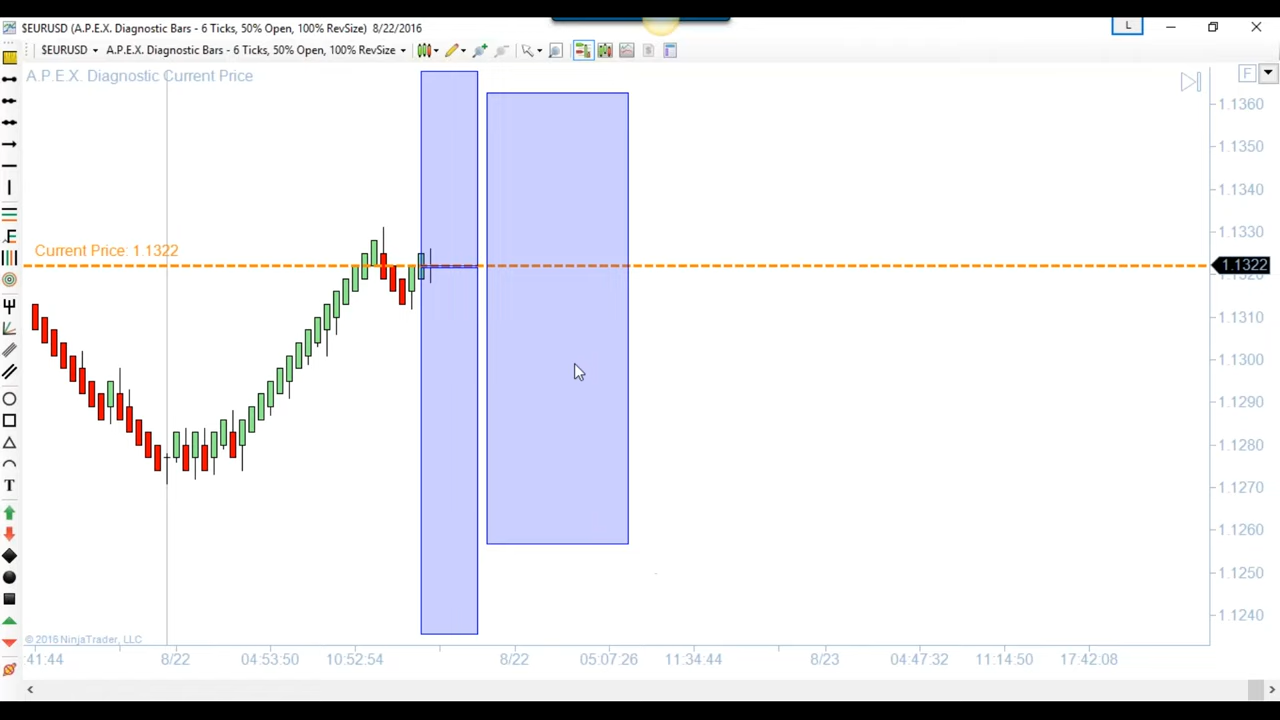 $EURUSD (A.P.E.X. Diagnostic Bars - 6 Ticks, 50% Open, 100% RevSize) 8/22/2016
L
$EURUSD A.P.E.X. Diagnostic Bars - 6 Ticks, 50% Open, 100% RevSize
A.P.E.X. Diagnostic Current Price
F
1.1360
1.1350
1.1340
1.1330
Current Price: 1.1322
1.1322
1.1320
1.1310
1.1300
1.1290
1.1280
1.1270
1.1260
1.1250
1.1240
T
© 2016 NinjaTrader, LLC
41:44 8/22 04:53:50 10:52:54 8/22 05:07:26 11:34:44 8/23 04:47:32 11:14:50 17:42:08